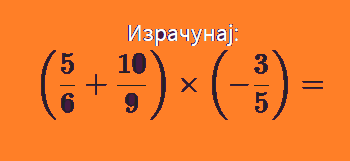 Израчунај:
(5/6 + 10/9) × (−3/5) =